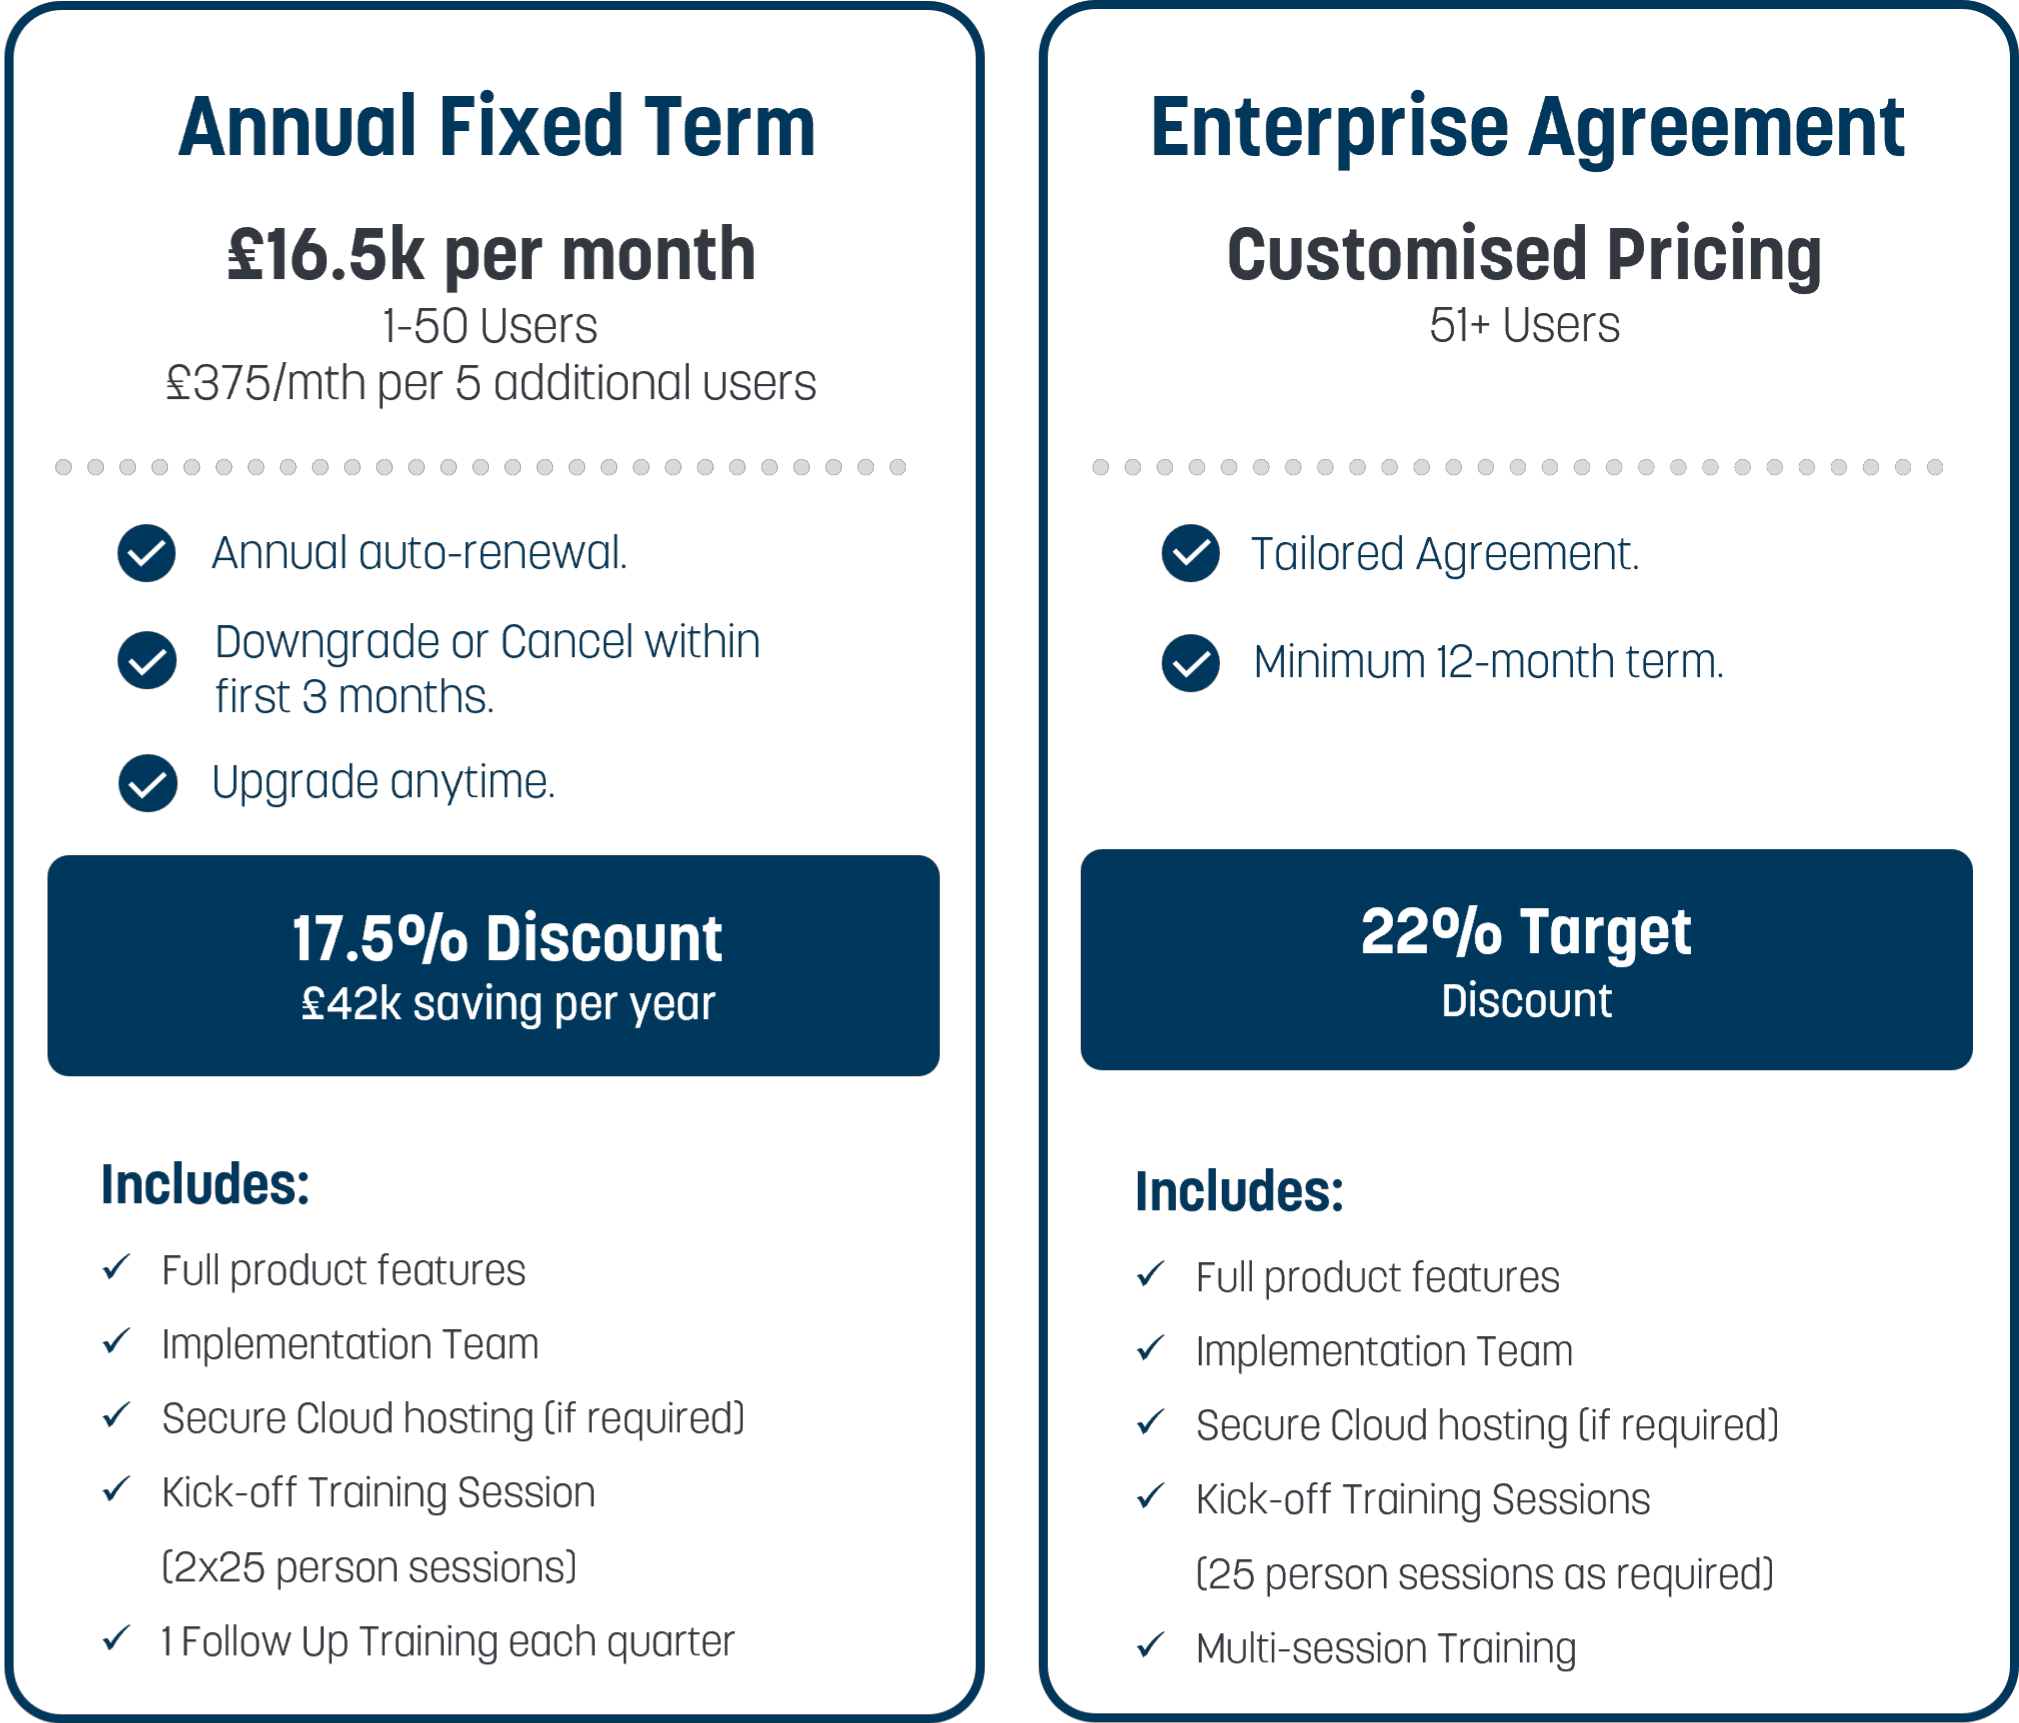 Annual Fixed Term
£16.5k per month
1-50 Users
£375/mth per 5 additional users
Annual auto-renewal.
Downgrade or Cancel within
first 3 months.
Upgrade anytime.
17.5% Discount
£42k saving per year
Includes:
Full product features
Implementation Team
Secure Cloud hosting (if required)
Kick-off Training Session
(2x25 person sessions)
1 Follow Up Training each quarter
Enterprise Agreement
Customised Pricing
51+ Users
Tailored Agreement.
Minimum 12-month term.
22% Target
Discount
Includes:
Full product features
Implementation Team
Secure Cloud hosting (if required)
Kick-off Training Sessions
(25 person sessions as required)
Multi-session Training